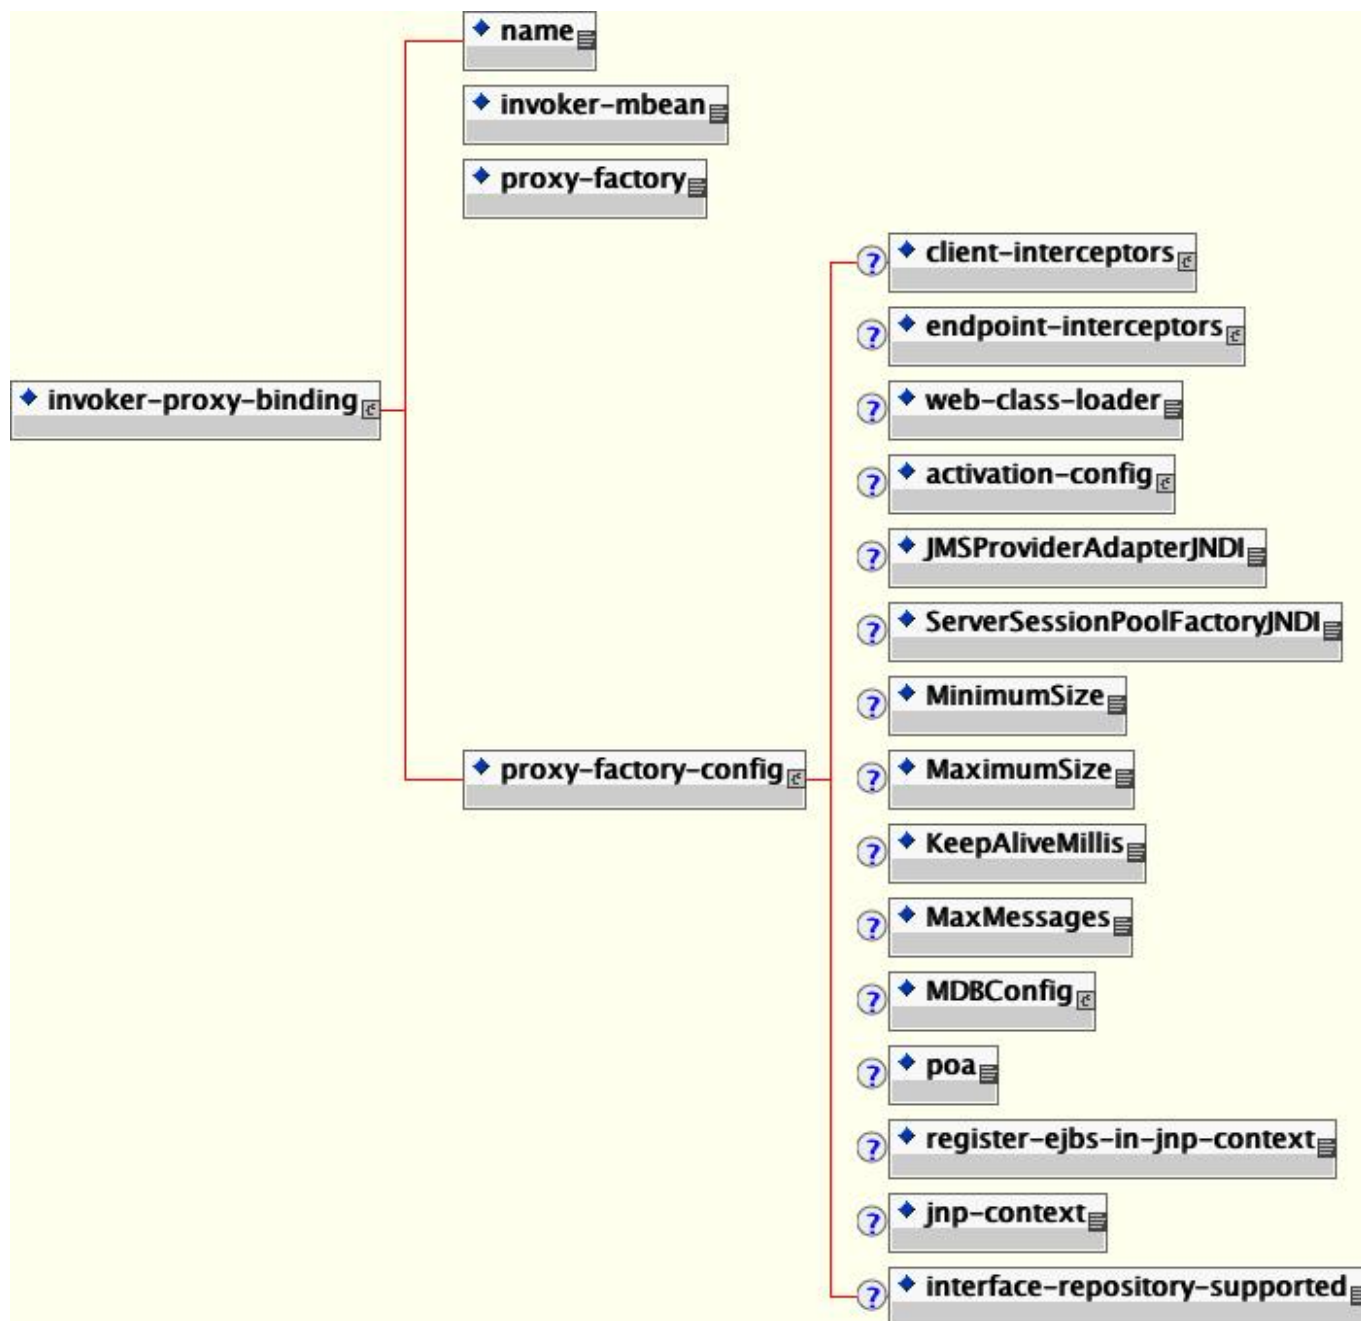 name
invoker-mbean
proxy-factory
client-interceptors
?
endpoint-interceptors
?
invoker-proxy-binding
web-class-loader
?
activation-config
?
JMSProviderAdapterJNDI
?
ServerSessionPoolFactoryJNDI
?
MinimumSize
?
proxy-factory-config
MaximumSize
?
KeepAliveMillis
?
MaxMessages
?
MDBConfig
?
poa
?
register-ejbs-in-jnp-context
?
jnp-context
?
interface-repository-supported
?